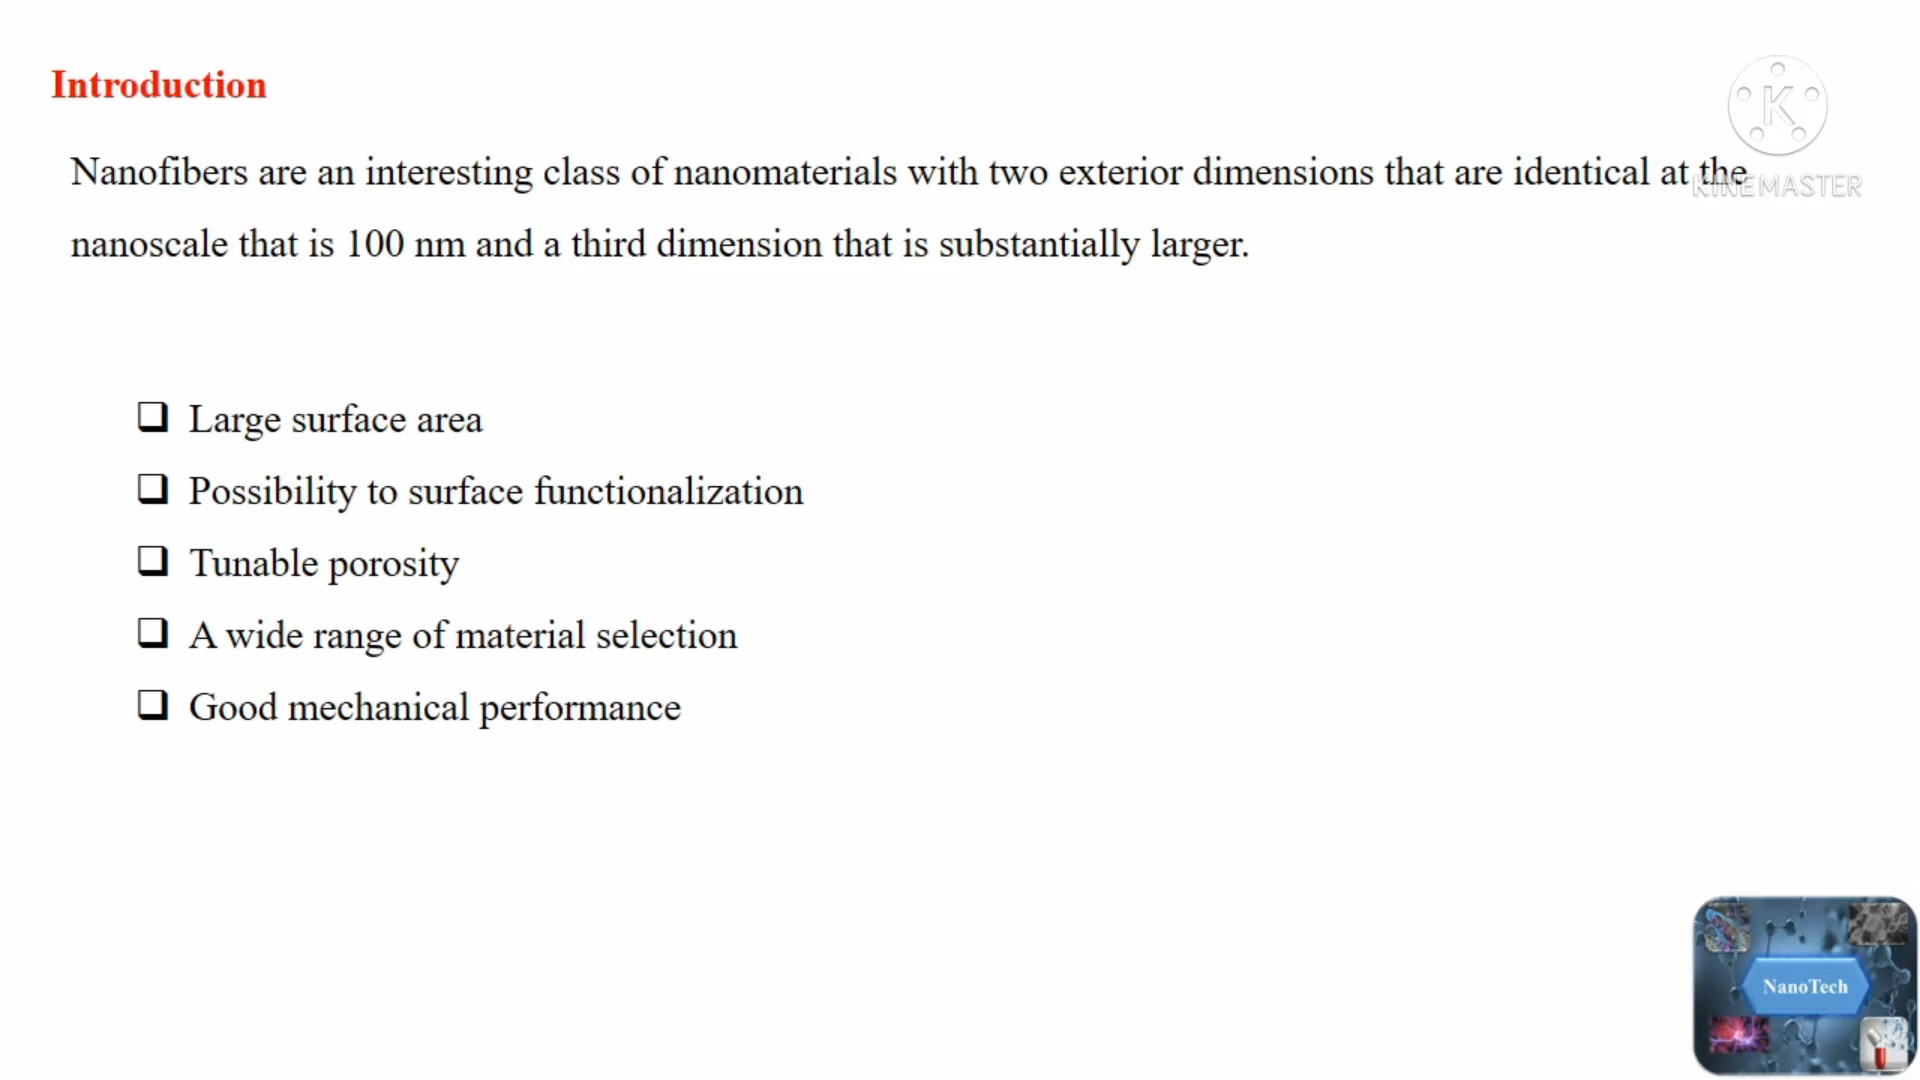 Introduction
K
KINEMASTER
Nanofibers are an interesting class of nanomaterials with two exterior dimensions that are identical at the
nanoscale that is 100 nm and a third dimension that is substantially larger.
Large surface area
Possibility to surface functionalization
Tunable porosity
A wide range of material selection
Good mechanical performance
NanoTech